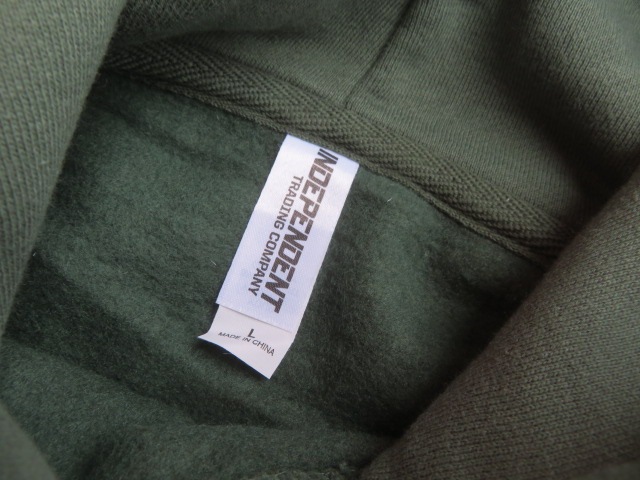 INDEPENDENT
TRADING COMPANY
L
MADE IN CHINA